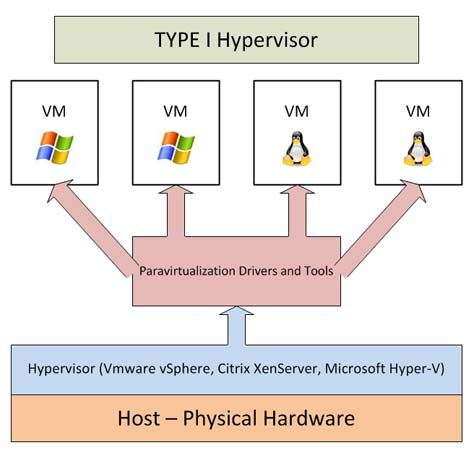 TYPE I Hypervisor
VM
VM
VM
VM
Paravirtualization Drivers and Tools
Hypervisor (Vmware vSphere, Citrix XenServer, Microsoft Hyper-V)
Host – Physical Hardware